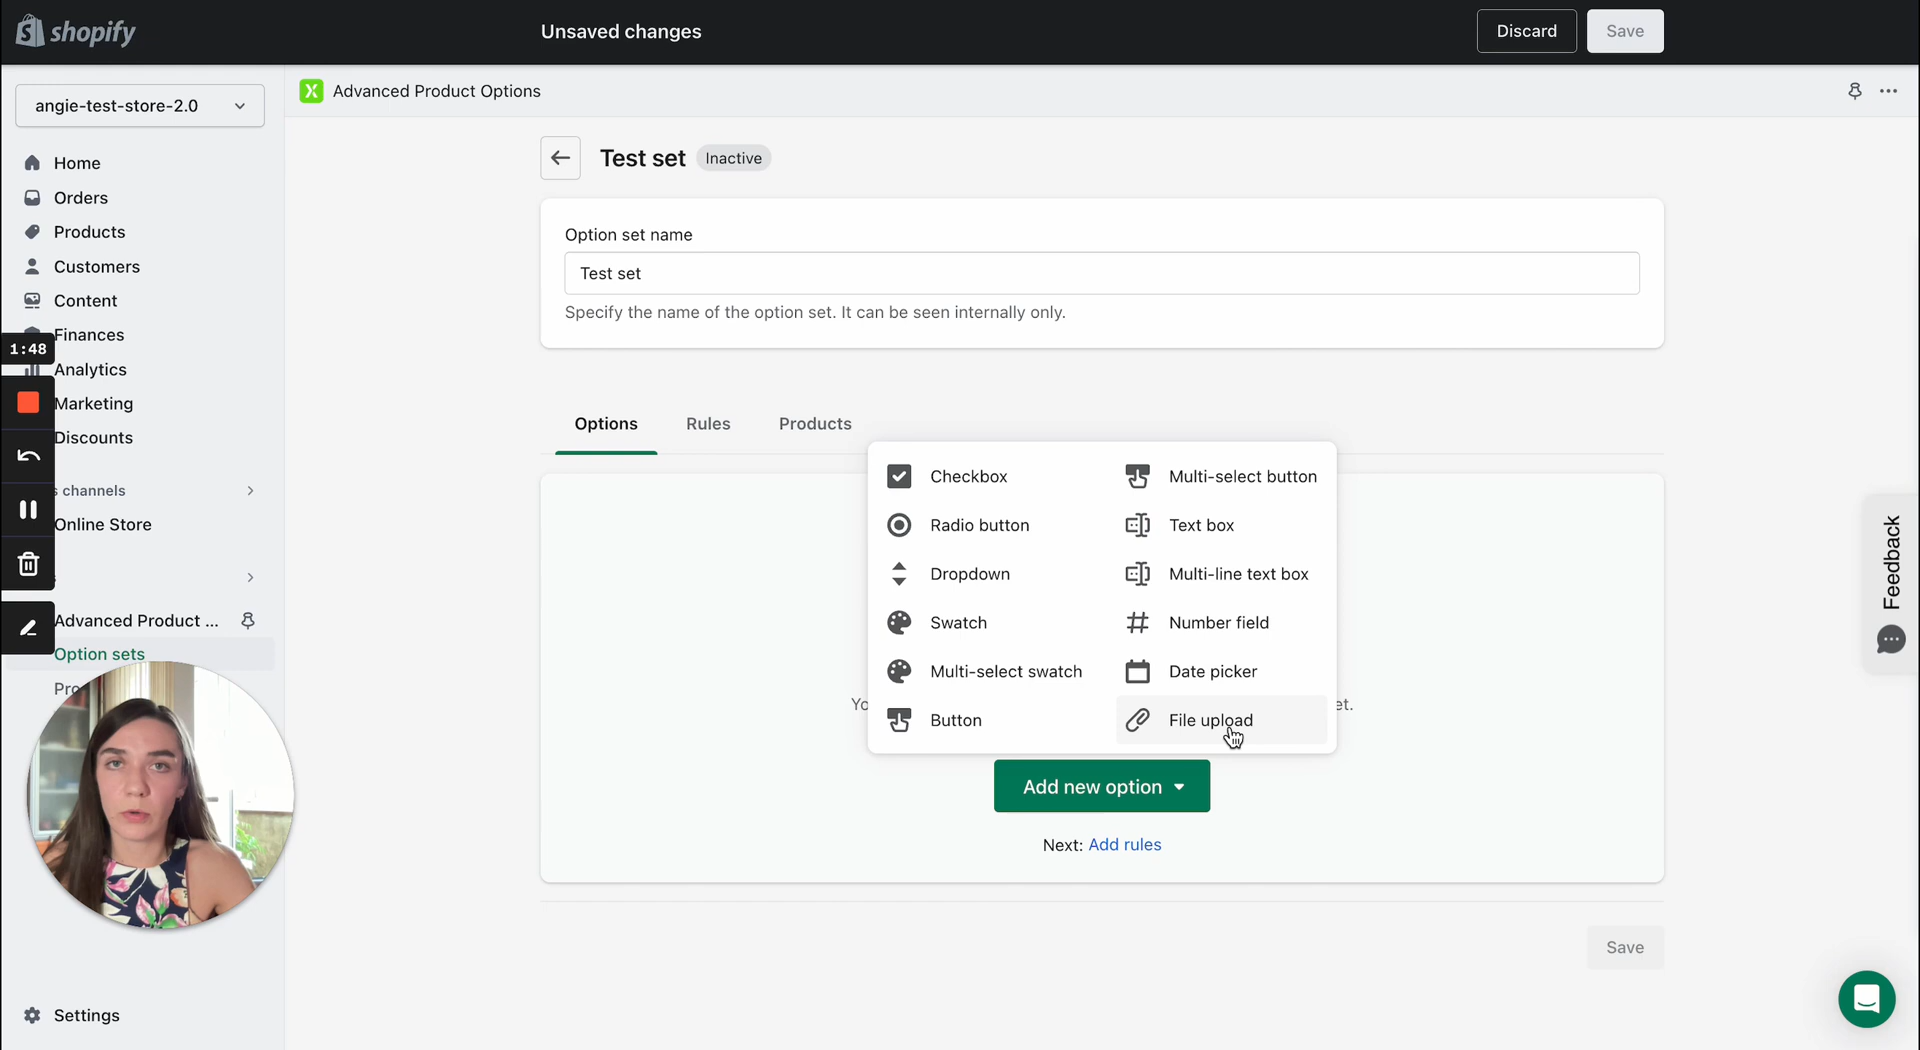 shopify
Unsaved changes
Discard
Save
angie-test-store-2.0
Advanced Product Options
Home
Orders
Products
Customers
Content
Finances
1:48
Analytics
Marketing
Discounts
channels
Online Store
Advanced Product ...
Option sets
Test set
Inactive
Option set name
Test set
Specify the name of the option set. It can be seen internally only.
Options
Rules
Products
Checkbox
Multi-select button
Radio button
Text box
Dropdown
Multi-line text box
Swatch
Number field
Multi-select swatch
Date picker
Button
File upload
Add new option
Next: Add rules
Save
Feedback
Settings